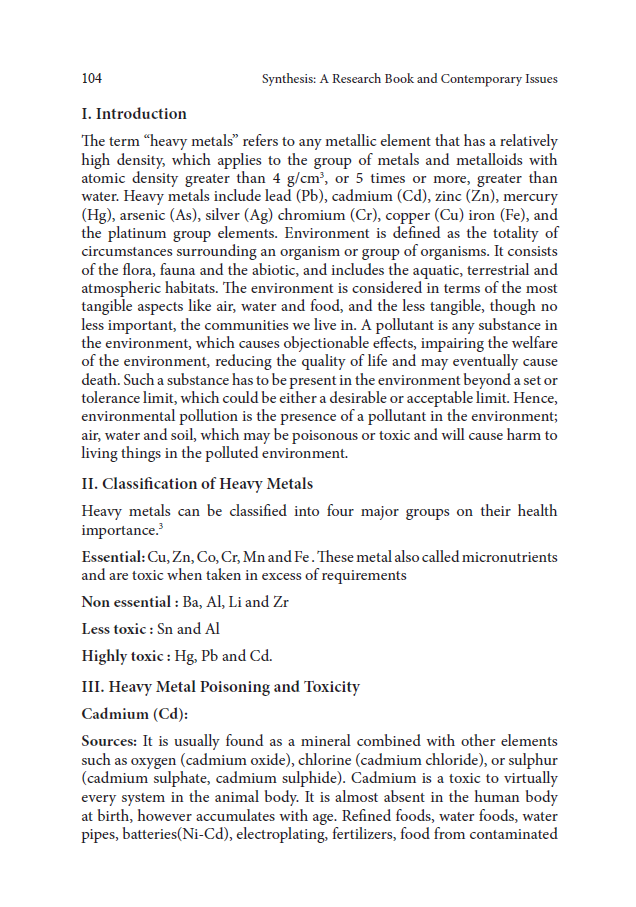 104 Synthesis: A Research Book and Contemporary Issues
I. Introduction
The term “heavy metals” refers to any metallic element that has a relatively
high density, which applies to the group of metals and metalloids with
atomic density greater than 4 g/cm³, or 5 times or more, greater than
water. Heavy metals include lead (Pb), cadmium (Cd), zinc (Zn), mercury
(Hg), arsenic (As), silver (Ag) chromium (Cr), copper (Cu) iron (Fe), and
the platinum group elements. Environment is defined as the totality of
circumstances surrounding an organism or group of organisms. It consists
of the flora, fauna and the abiotic, and includes the aquatic, terrestrial and
atmospheric habitats. The environment is considered in terms of the most
tangible aspects like air, water and food, and the less tangible, though no
less important, the communities we live in. A pollutant is any substance in
the environment, which causes objectionable effects, impairing the welfare
of the environment, reducing the quality of life and may eventually cause
death. Such a substance has to be present in the environment beyond a set or
tolerance limit, which could be either a desirable or acceptable limit. Hence,
environmental pollution is the presence of a pollutant in the environment;
air, water and soil, which may be poisonous or toxic and will cause harm to
living things in the polluted environment.
II. Classification of Heavy Metals
Heavy metals can be classified into four major groups on their health
importance.³
Essential: Cu, Zn, Co, Cr, Mn and Fe . These metal also called micronutrients
and are toxic when taken in excess of requirements
Non essential : Ba, Al, Li and Zr
Less toxic : Sn and Al
Highly toxic : Hg, Pb and Cd.
III. Heavy Metal Poisoning and Toxicity
Cadmium (Cd):
Sources: It is usually found as a mineral combined with other elements
such as oxygen (cadmium oxide), chlorine (cadmium chloride), or sulphur
(cadmium sulphate, cadmium sulphide). Cadmium is a toxic to virtually
every system in the animal body. It is almost absent in the human body
at birth, however accumulates with age. Refined foods, water foods, water
pipes, batteries(Ni-Cd), electroplating, fertilizers, food from contaminated